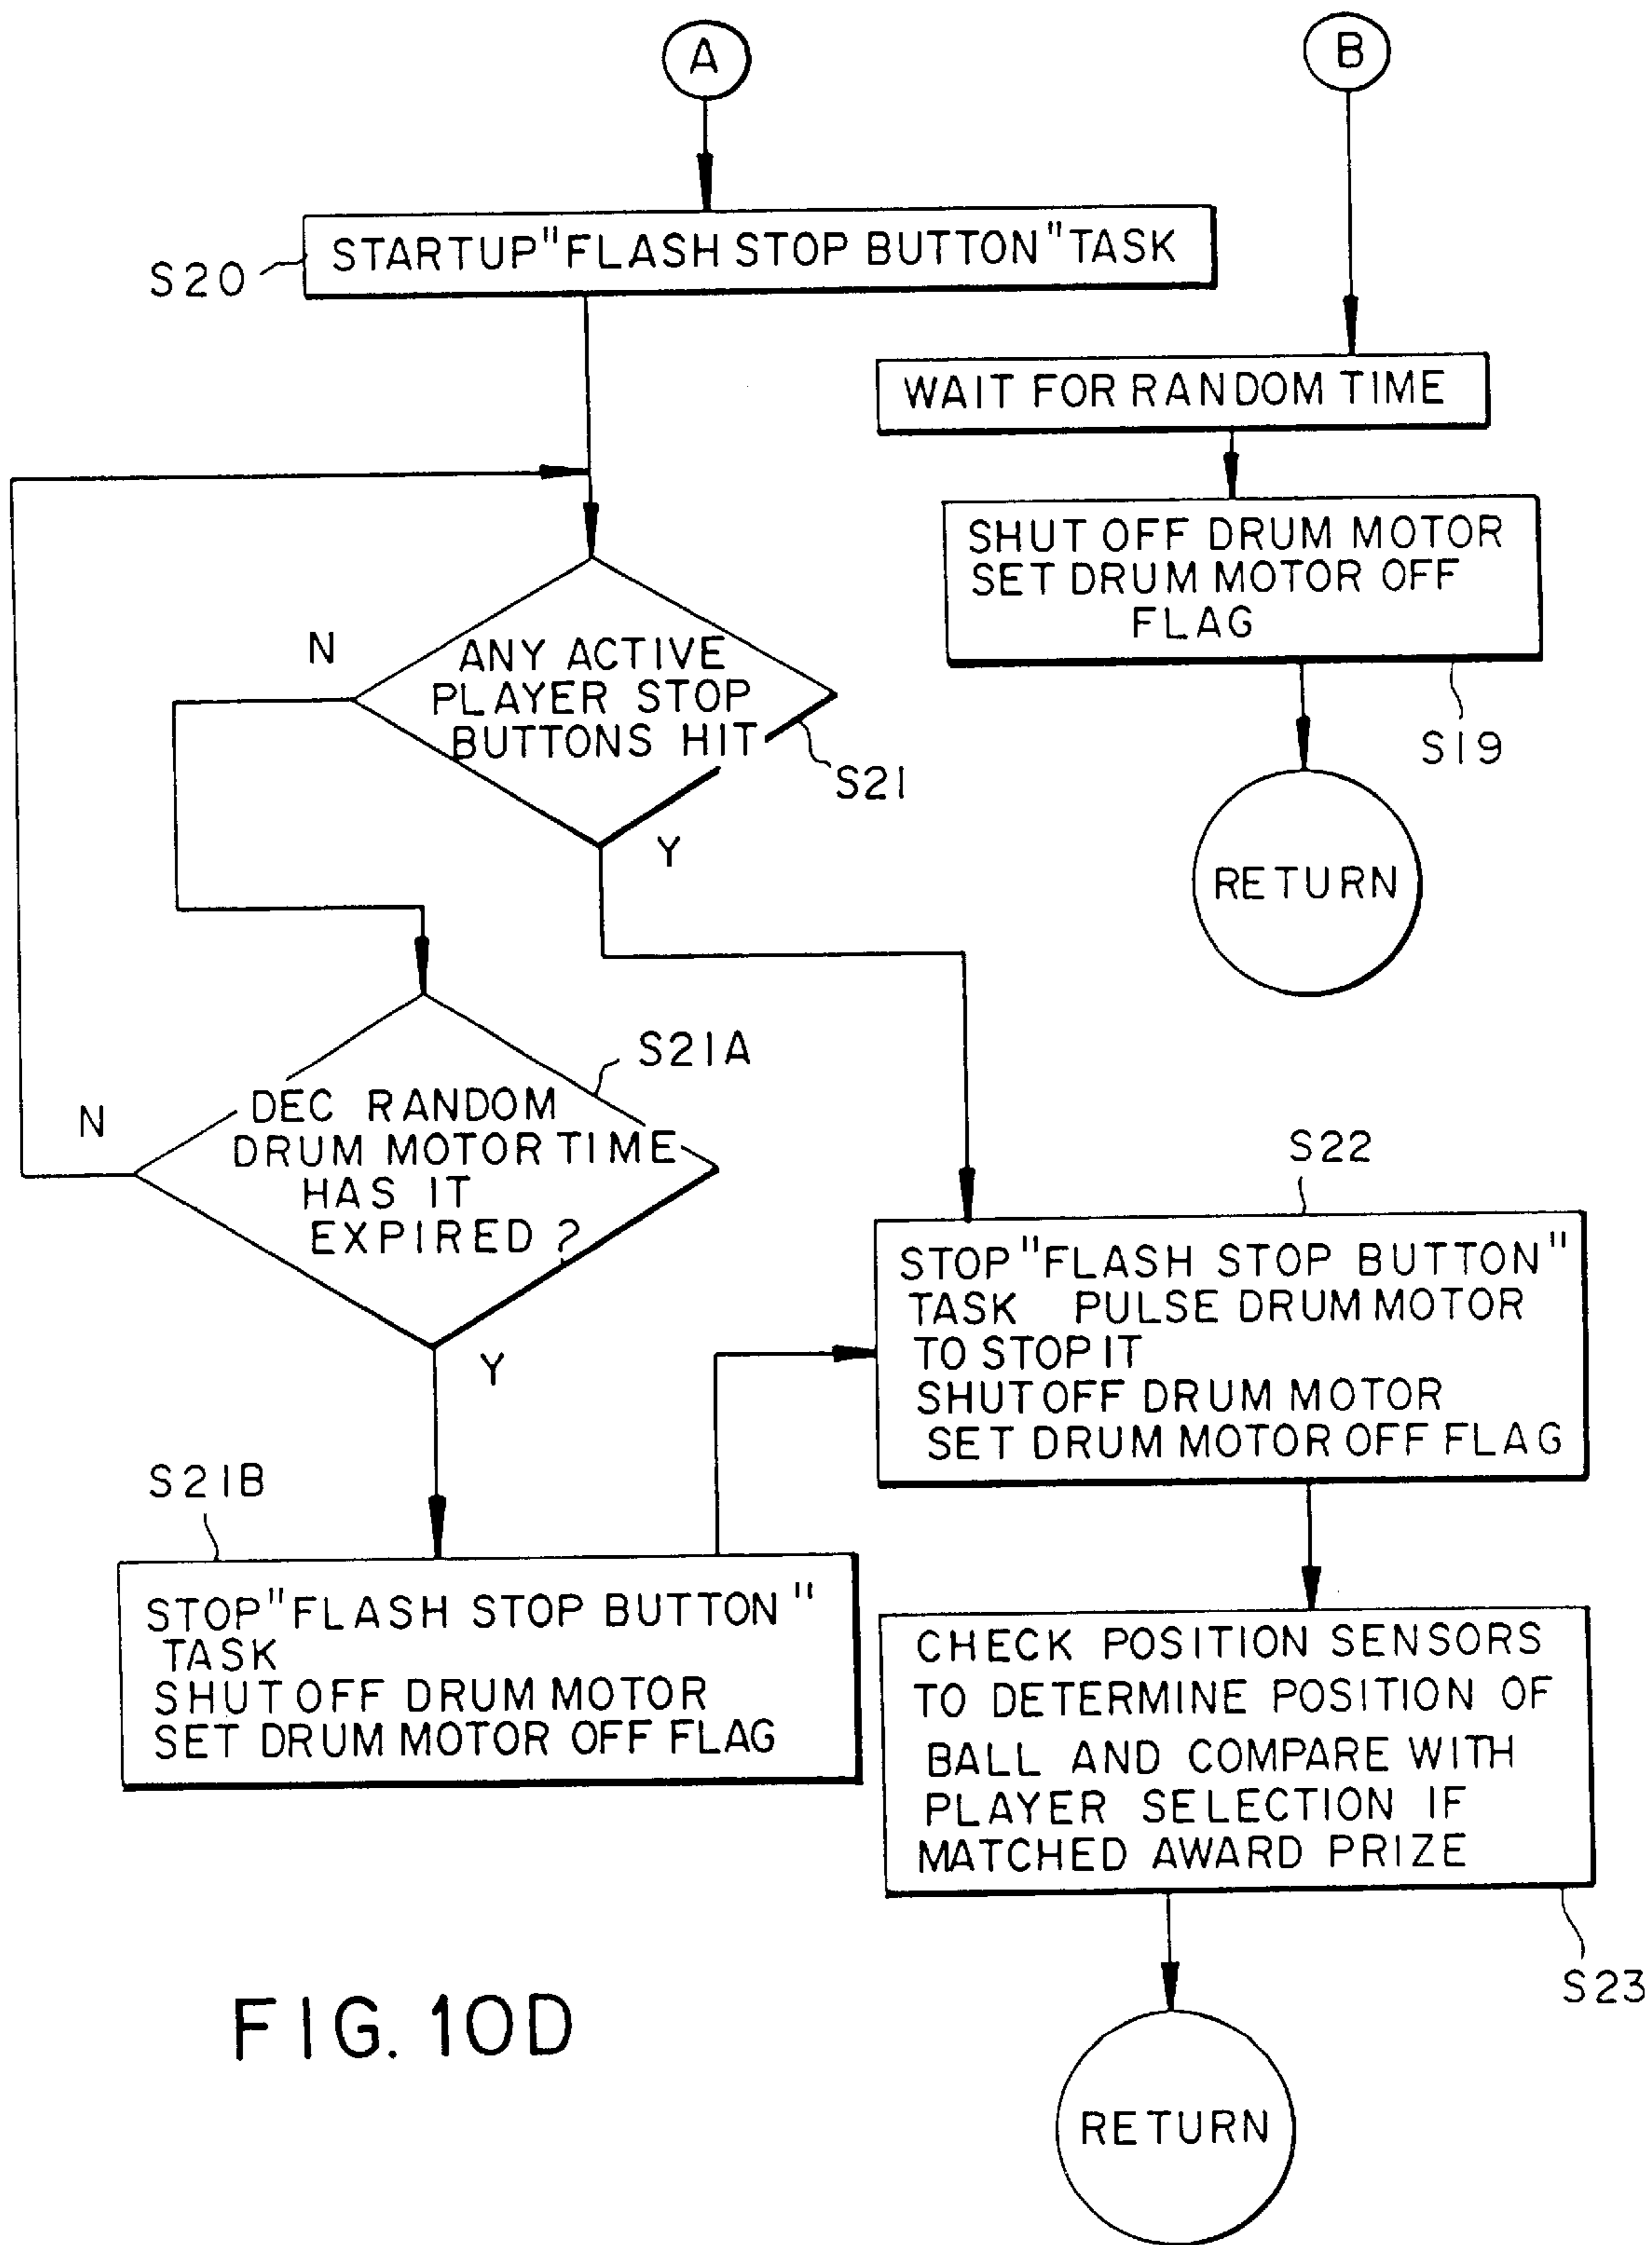 A
B
STARTUP "FLASH STOP BUTTON" TASK
S20
WAIT FOR RANDOM TIME
SHUT OFF DRUM MOTOR
SET DRUM MOTOR OFF
FLAG
S19
RETURN
N
ANY ACTIVE
PLAYER STOP
BUTTONS HIT
S21
Y
S21A
N
DEC RANDOM
DRUM MOTOR TIME
HAS IT
EXPIRED ?
Y
S22
STOP "FLASH STOP BUTTON"
TASK PULSE DRUM MOTOR
TO STOP IT
SHUT OFF DRUM MOTOR
SET DRUM MOTOR OFF FLAG
S21B
STOP "FLASH STOP BUTTON"
TASK
SHUT OFF DRUM MOTOR
SET DRUM MOTOR OFF FLAG
CHECK POSITION SENSORS
TO DETERMINE POSITION OF
BALL AND COMPARE WITH
PLAYER SELECTION IF
MATCHED AWARD PRIZE
S23
RETURN
FIG. 10D